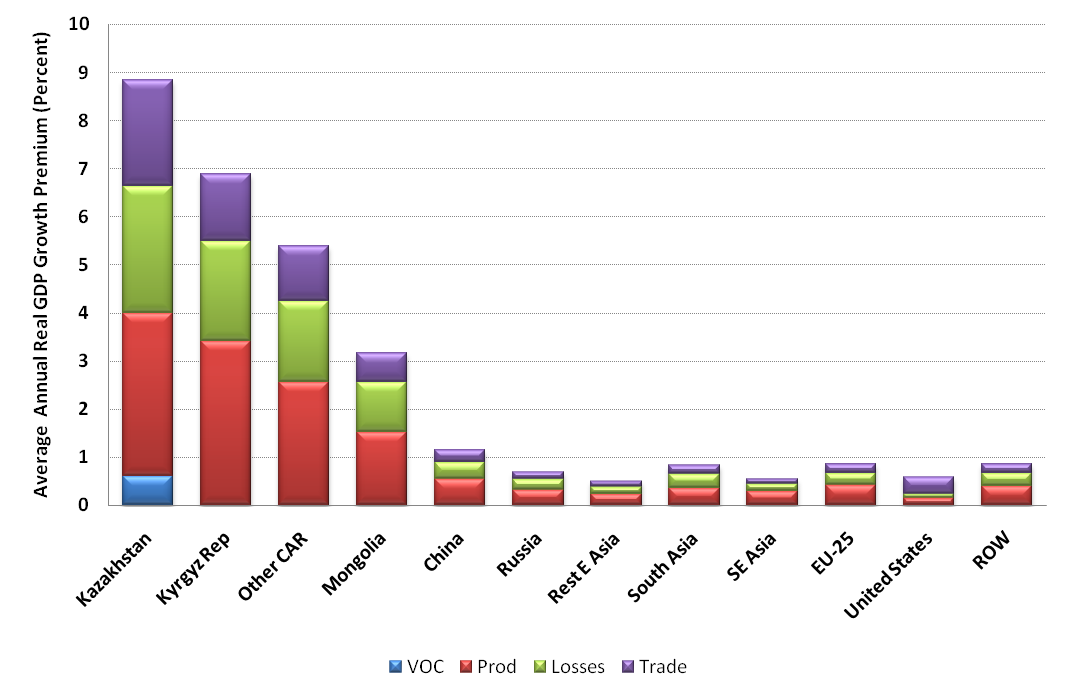 Average Annual Real GDP Growth Premium (Percent)
10
9
8
7
6
5
4
3
2
1
0
Kazakhstan
Kyrgyz Rep
Other CAR
Mongolia
China
Russia
Rest E Asia
South Asia
SE Asia
EU-25
United States
ROW
VOC Prod Losses Trade